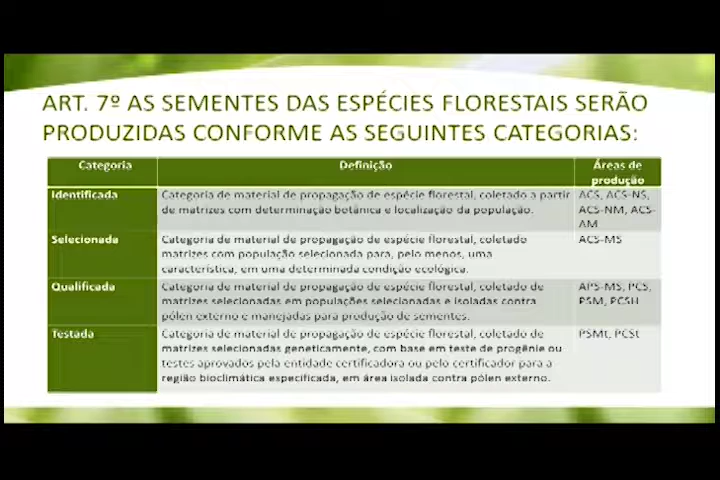 ART. 7º AS SEMENTES DAS ESPÉCIES FLORESTAIS SERÃO
PRODUZIDAS CONFORME AS SEGUINTES CATEGORIAS:
Categoria
Definição
Áreas de
produção
Identificada
Categoria de material de propagação de espécie florestal, coletado a partir
de matrizes com determinação botânica e localização da população.
ACS, ACS-NS,
ACS-NM, ACS-
AM
Selecionada
Categoria de material de propagação de espécie florestal, coletado
matrizes com população selecionada para, pelo menos, uma
característica, em uma determinada condição ecológica.
ACS-MS
Qualificada
Categoria de material de propagação de espécie florestal, coletado de
matrizes selecionadas em populações selecionadas e isoladas contra
pólen externo e manejadas para produção de sementes.
APS-MS, PCS,
PSM, PCSH
Testada
Categoria de material de propagação de espécie florestal, coletado de
matrizes selecionadas geneticamente, com base em teste de progênie ou
testes aprovados pela entidade certificadora ou pelo certificador para a
região bioclimática especificada, em área isolada contra pólen externo.
PSMt, PCSt